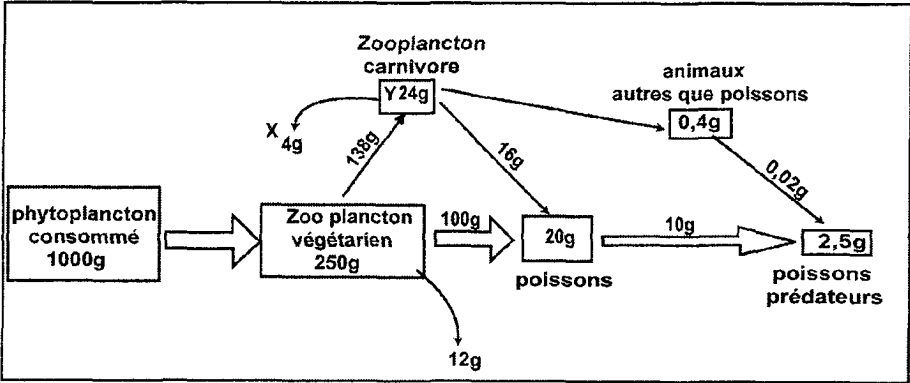 Zooplancton
carnivore
Y 24g
X
4g
138g
16g
animaux
autres que poissons
0,4g
0,02g
phytoplancton
consommé
1000g
Zoo plancton
végétarien
250g
100g
20g
poissons
10g
2,5g
poissons
prédateurs
12g